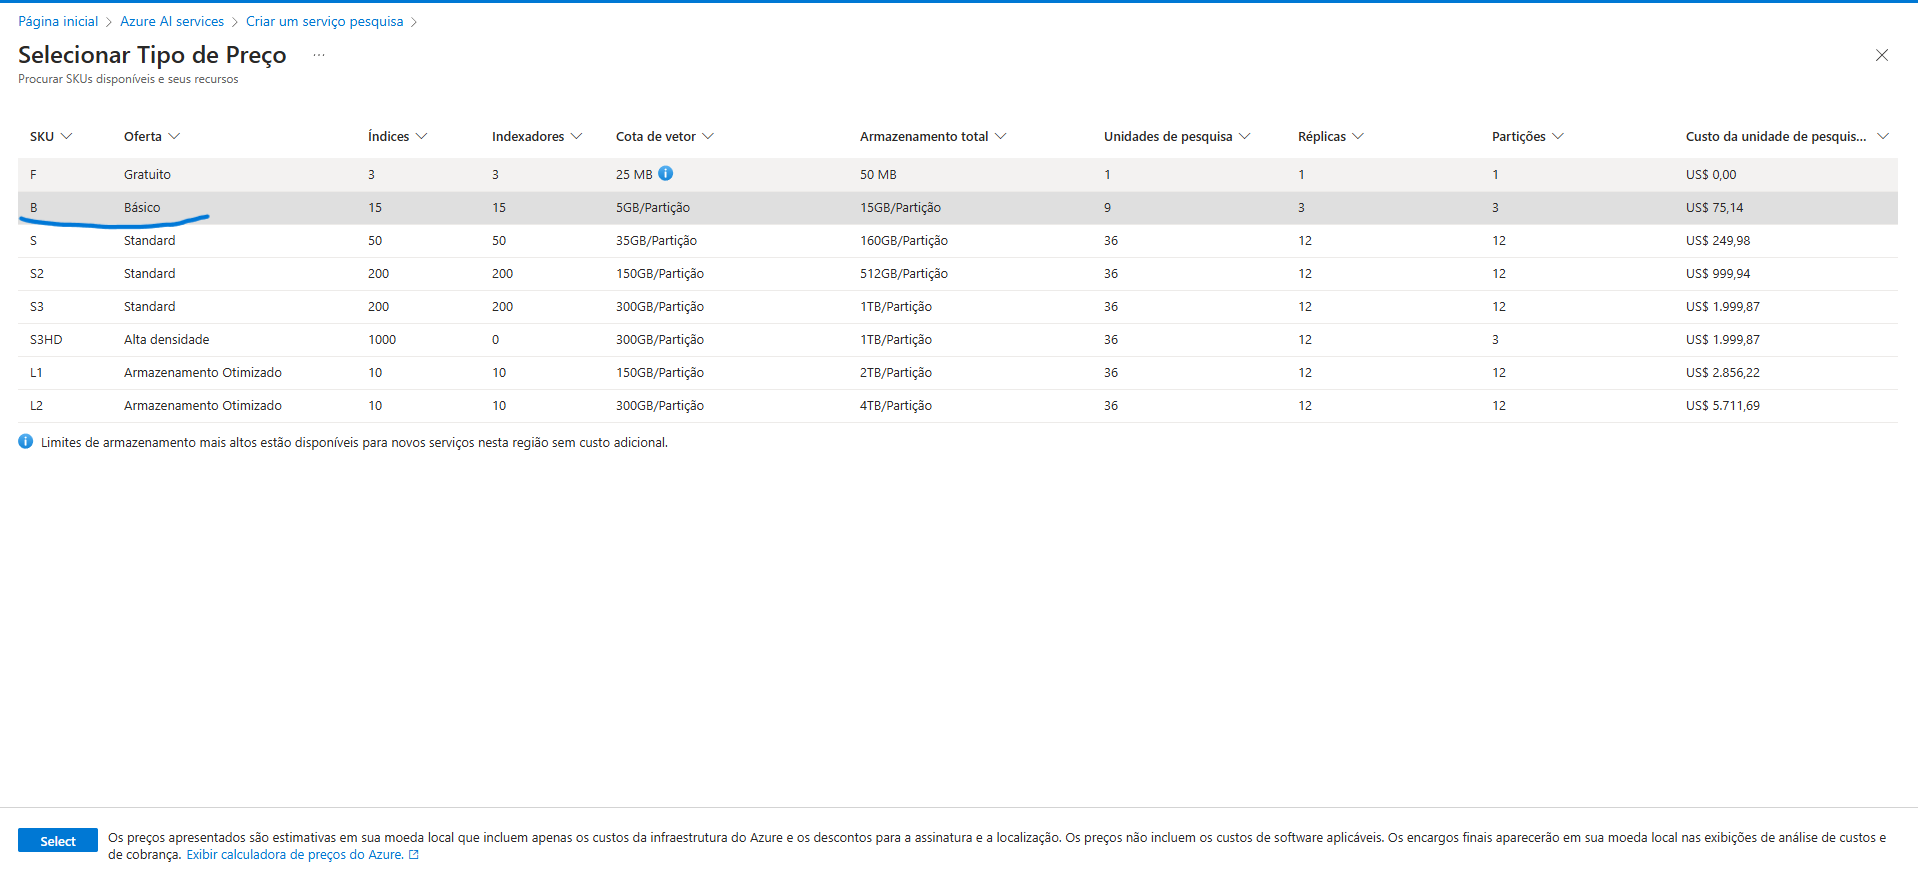 Página inicial > Azure AI services > Criar um serviço pesquisa >
Selecionar Tipo de Preço ...
Procurar SKUs disponíveis e seus recursos
SKU Oferta Índices Indexadores Cota de vetor Armazenamento total Unidades de pesquisa Réplicas Partições Custo da unidade de pesquis...
F Gratuito 3 3 25 MB 50 MB 1 1 1 US$ 0,00
B Básico 15 15 5GB/Partição 15GB/Partição 9 3 3 US$ 75,14
S Standard 50 50 35GB/Partição 160GB/Partição 36 12 12 US$ 249,98
S2 Standard 200 200 150GB/Partição 512GB/Partição 36 12 12 US$ 999,94
S3 Standard 200 200 300GB/Partição 1TB/Partição 36 12 12 US$ 1.999,87
S3HD Alta densidade 1000 0 300GB/Partição 1TB/Partição 36 12 3 US$ 1.999,87
L1 Armazenamento Otimizado 10 10 150GB/Partição 2TB/Partição 36 12 12 US$ 2.856,22
L2 Armazenamento Otimizado 10 10 300GB/Partição 4TB/Partição 36 12 12 US$ 5.711,69
Limites de armazenamento mais altos estão disponíveis para novos serviços nesta região sem custo adicional.
Select
Os preços apresentados são estimativas em sua moeda local que incluem apenas os custos da infraestrutura do Azure e os descontos para a assinatura e a localização. Os preços não incluem os custos de software aplicáveis. Os encargos finais aparecerão em sua moeda local nas exibições de análise de custos e
de cobrança. Exibir calculadora de preços do Azure.